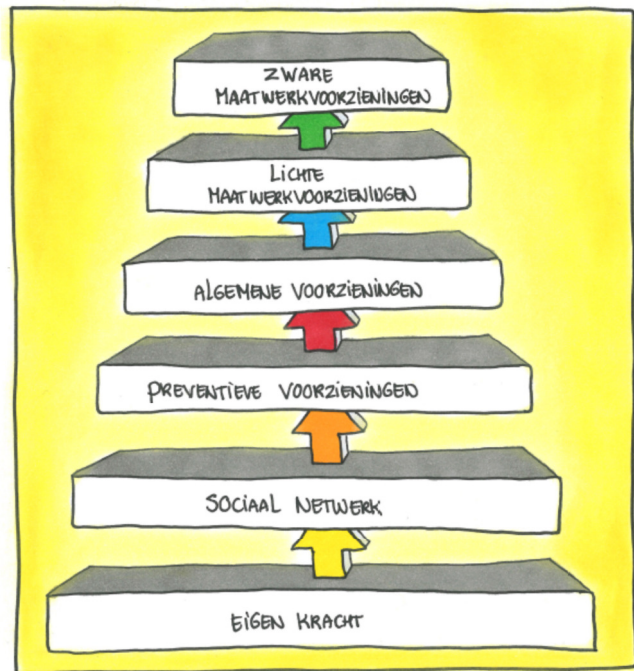 ZWARE
MAATWERKVOORZIENINGEN
LICHTE
MAATWERKVOORZIENINGEN
ALGEMENE VOORZIENINGEN
PREVENTIEVE VOORZIENINGEN
SOCIAAL NETWERK
EIGEN KRACHT